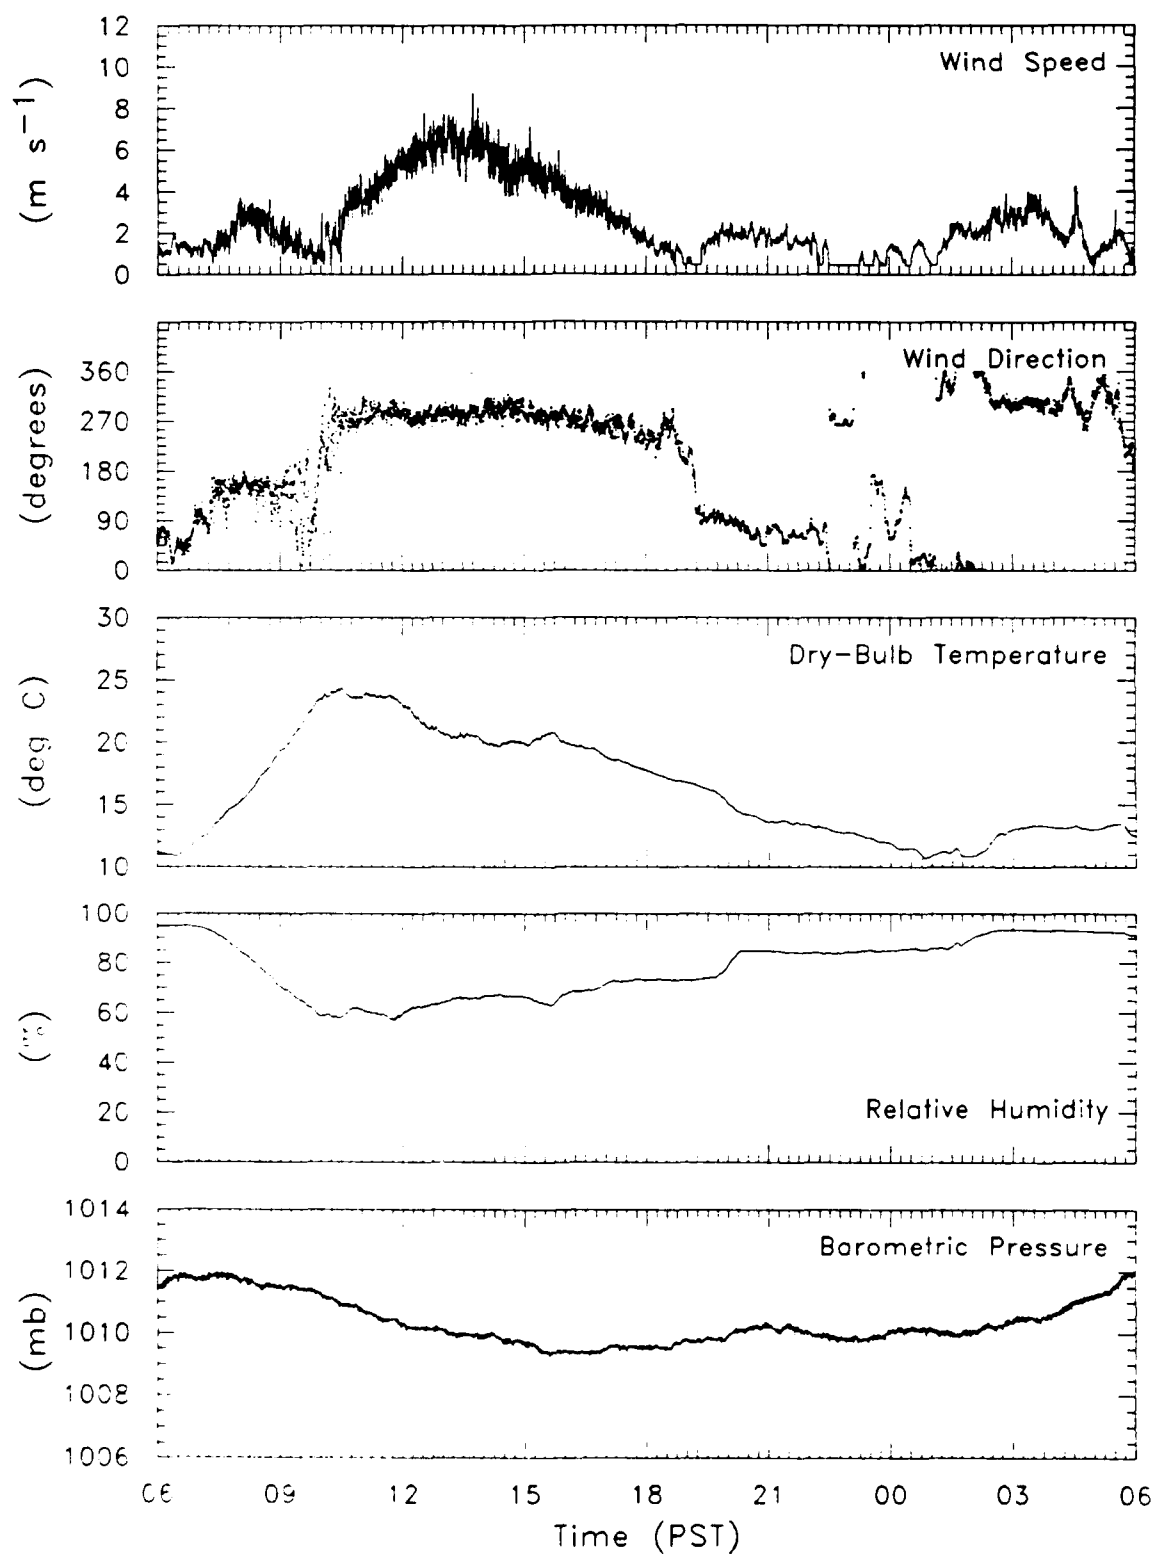 12
10
8
6
4
2
0
(m s⁻¹)
Wind Speed
360
270
180
90
0
(degrees)
Wind Direction
30
25
20
15
10
(deg C)
Dry-Bulb Temperature
100
80
60
40
20
0
Relative Humidity
1014
1012
1010
1008
1006
(mb)
Barometric Pressure
06 09 12 15 18 21 00 03 06
Time (PST)